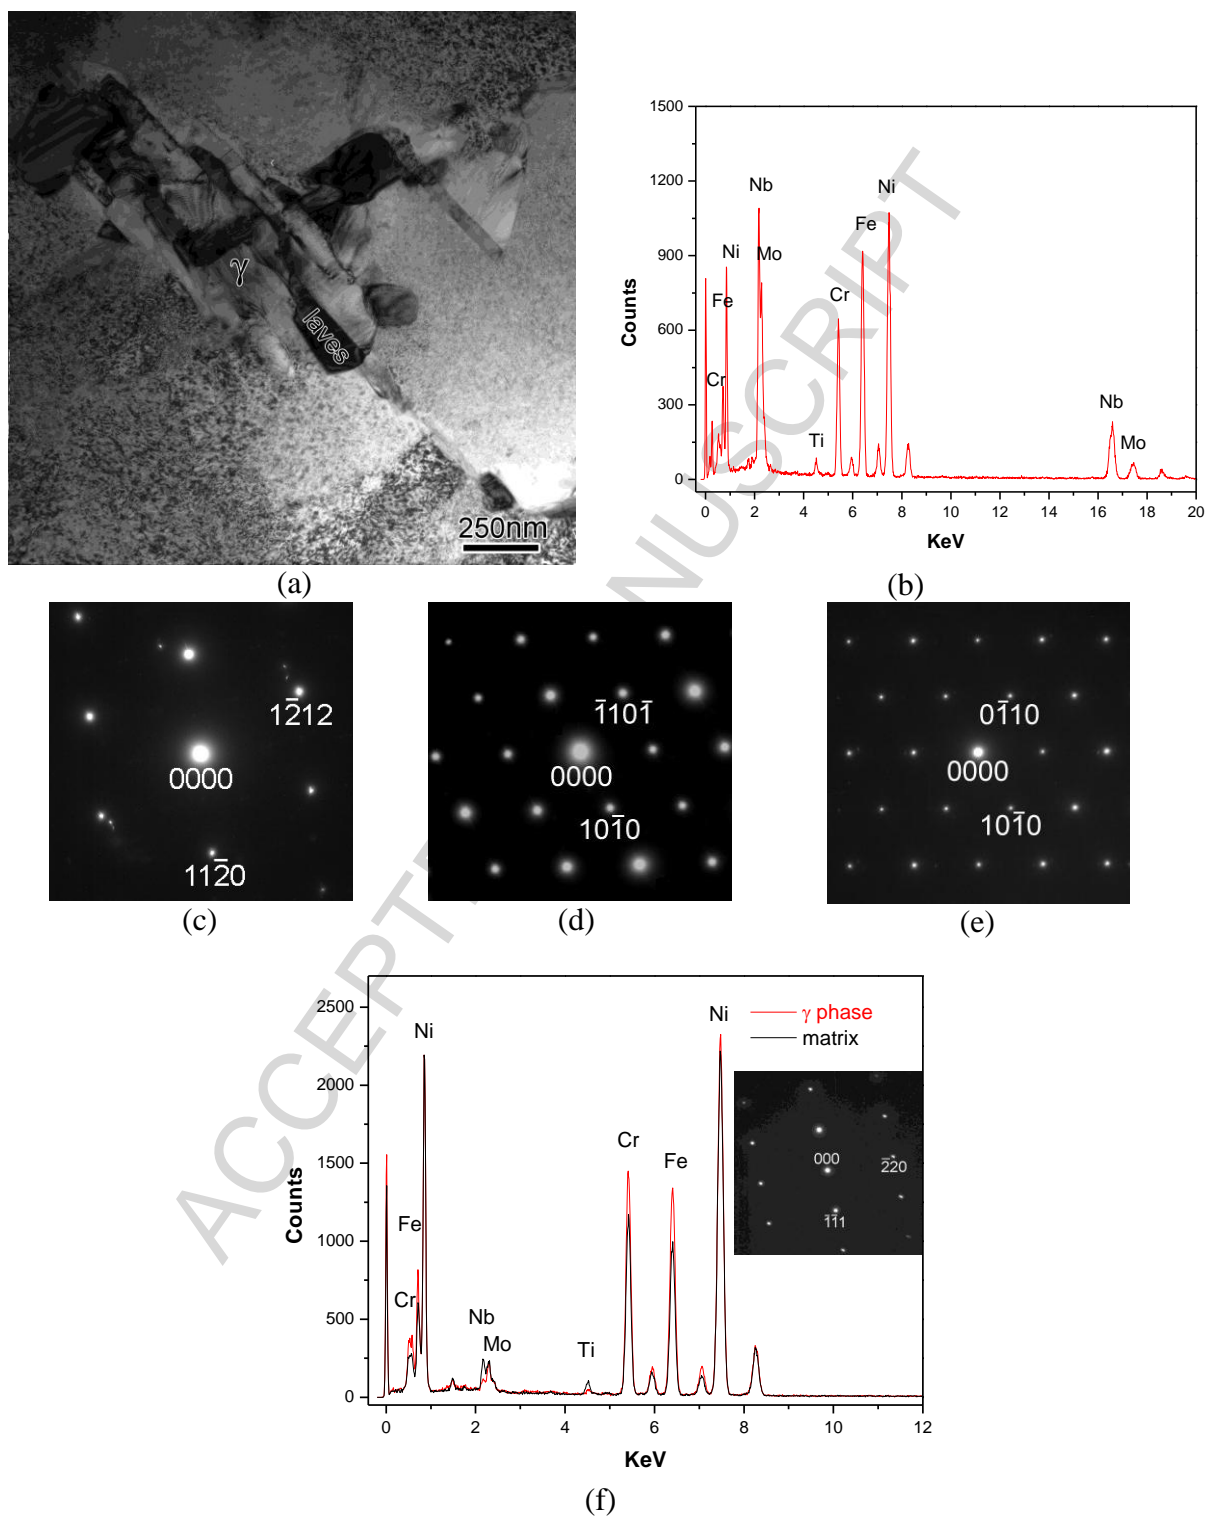 γ
laves
250nm
(a)
1500
1200
900
600
300
0
Counts
Nb
Ni
Fe
Ni
Mo
Fe
Cr
Cr
Ti
Nb
Mo
0 2 4 6 8 10 12 14 16 18 20
KeV
(b)
12̄12
0000
112̄0
(c)
1̄101̄
0000
101̄0
(d)
01̄10
0000
101̄0
(e)
2500
2000
1500
1000
500
0
Counts
Ni
Ni
γ phase
matrix
Cr
Fe
Fe
Cr
Nb
Mo
Ti
000
2̄20
1̄1̄1
0 2 4 6 8 10 12
KeV
(f)
ACCEPTED MANUSCRIPT